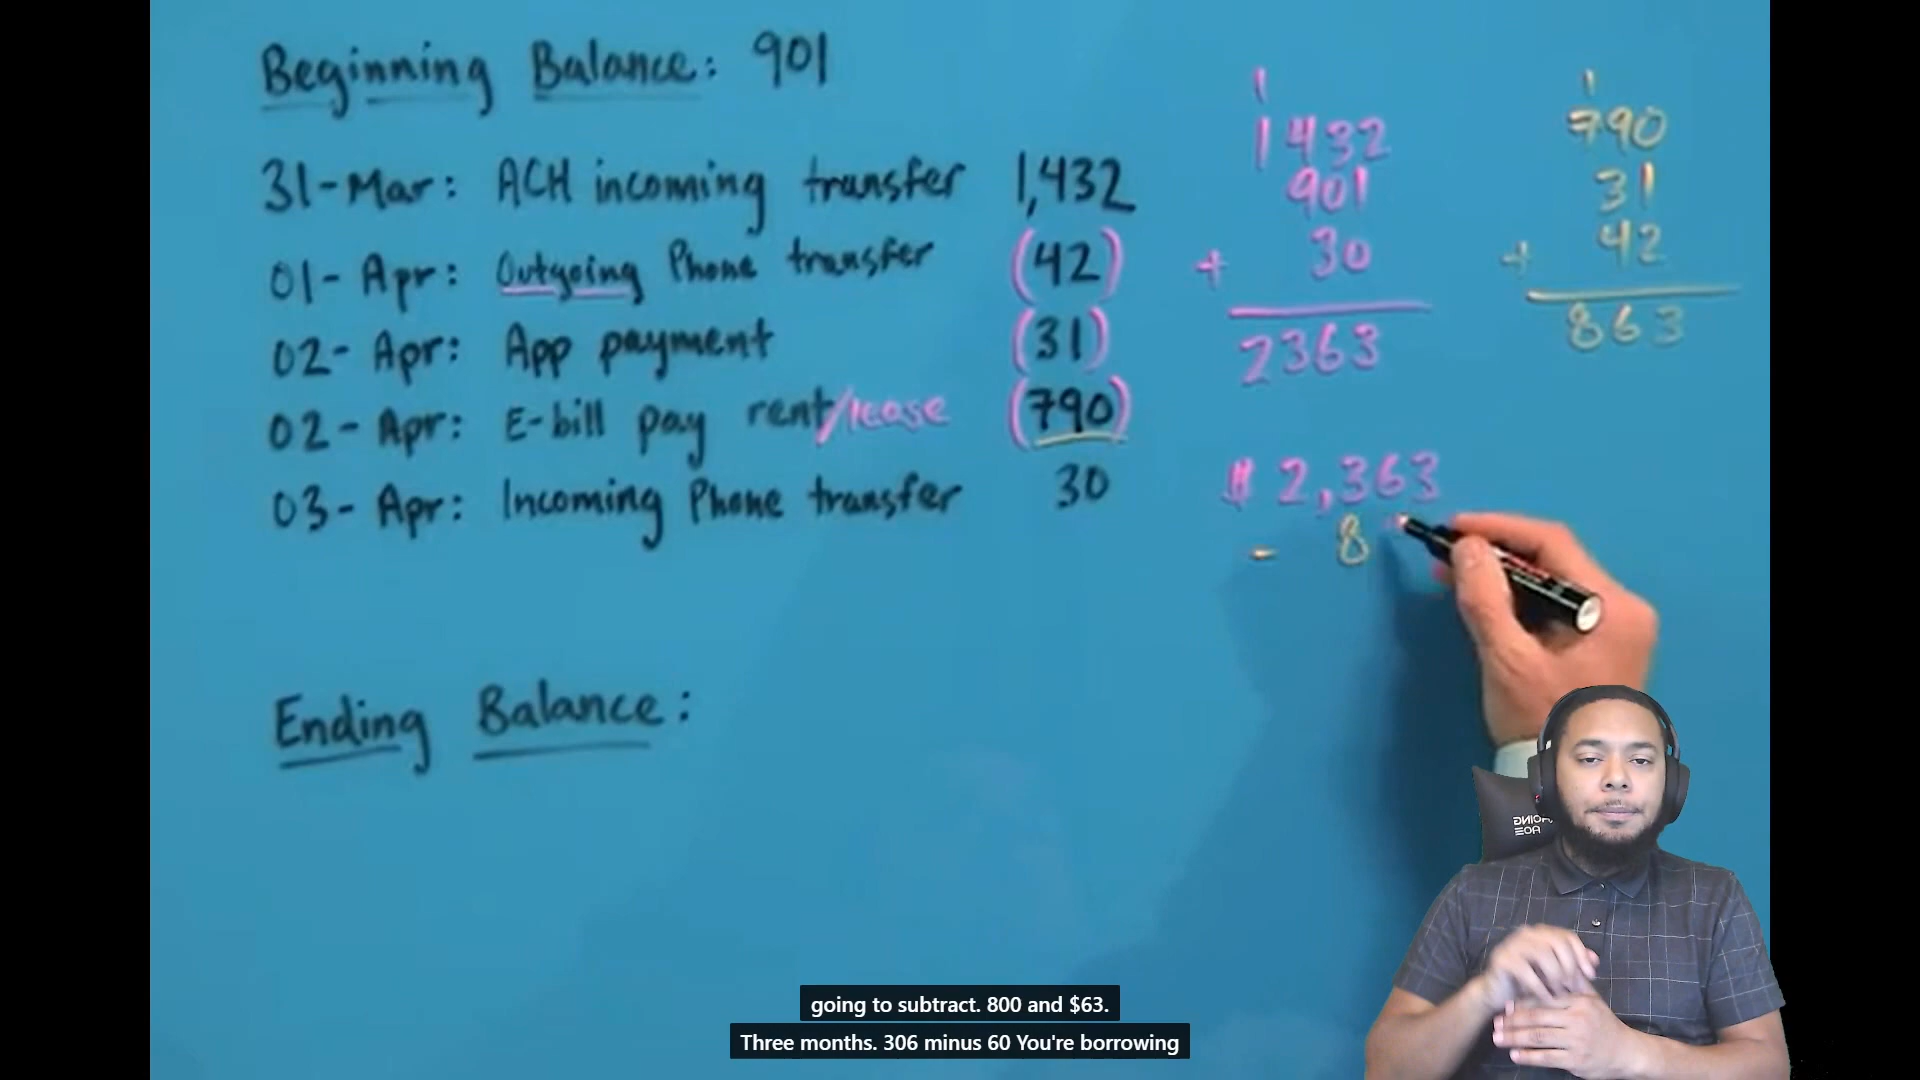 Beginning Balance: 901
31-Mar: ACH incoming transfer 1,432
01-Apr: Outgoing Phone transfer (42)
02-Apr: App payment (31)
02-Apr: E-bill pay rent/lease (790)
03-Apr: Incoming Phone transfer 30
Ending Balance:
1
1432
901
+ 30
2363
1
790
31
+ 42
863
$ 2,363
- 8
going to subtract. 800 and $63.
Three months. 306 minus 60 You're borrowing